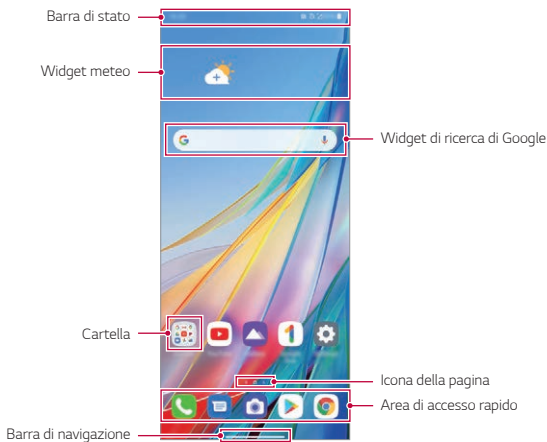 Barra di stato
Widget meteo
Widget di ricerca di Google
Cartella
Icona della pagina
Area di accesso rapido
Barra di navigazione